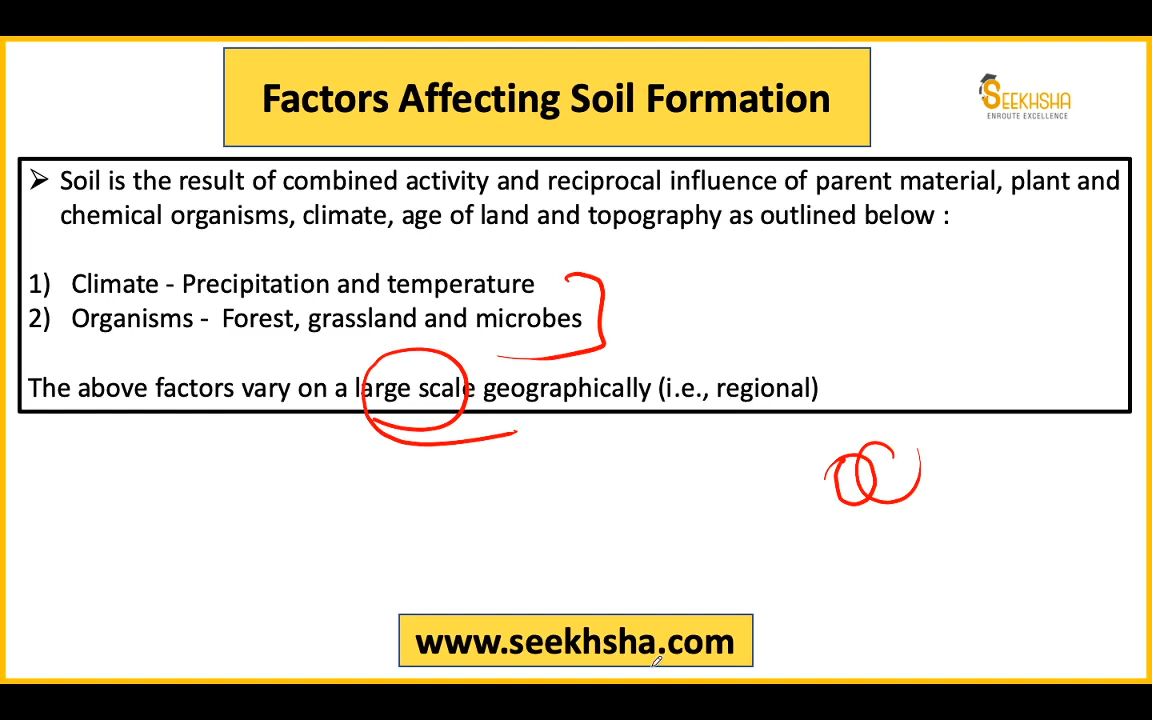 Factors Affecting Soil Formation
SEEKHSHA
ENROUTE EXCELLENCE
➤ Soil is the result of combined activity and reciprocal influence of parent material, plant and
chemical organisms, climate, age of land and topography as outlined below :
1) Climate - Precipitation and temperature
2) Organisms - Forest, grassland and microbes
The above factors vary on a large scale geographically (i.e., regional)
www.seekhsha.com